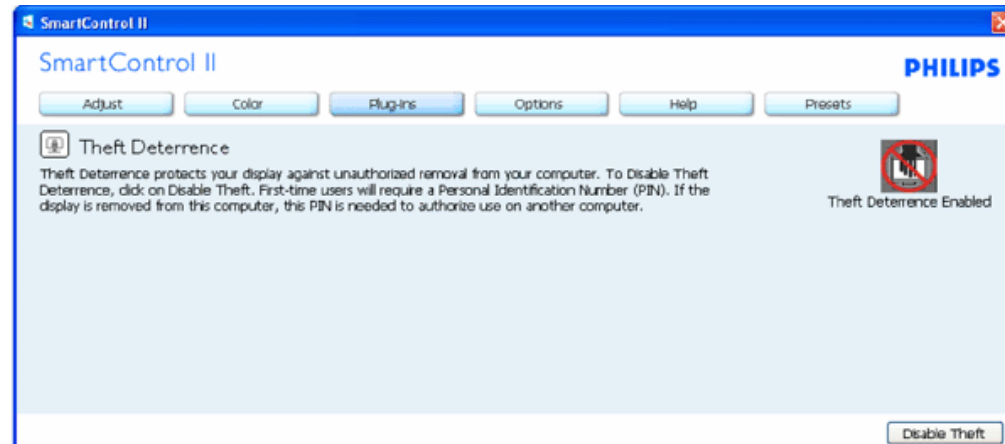 SmartControl II
SmartControl II
PHILIPS
Adjust
Color
Plug-Ins
Options
Help
Presets
Theft Deterrence
Theft Deterrence protects your display against unauthorized removal from your computer. To Disable Theft
Deterrence, click on Disable Theft. First-time users will require a Personal Identification Number (PIN). If the
display is removed from this computer, this PIN is needed to authorize use on another computer.
Theft Deterrence Enabled
Disable Theft